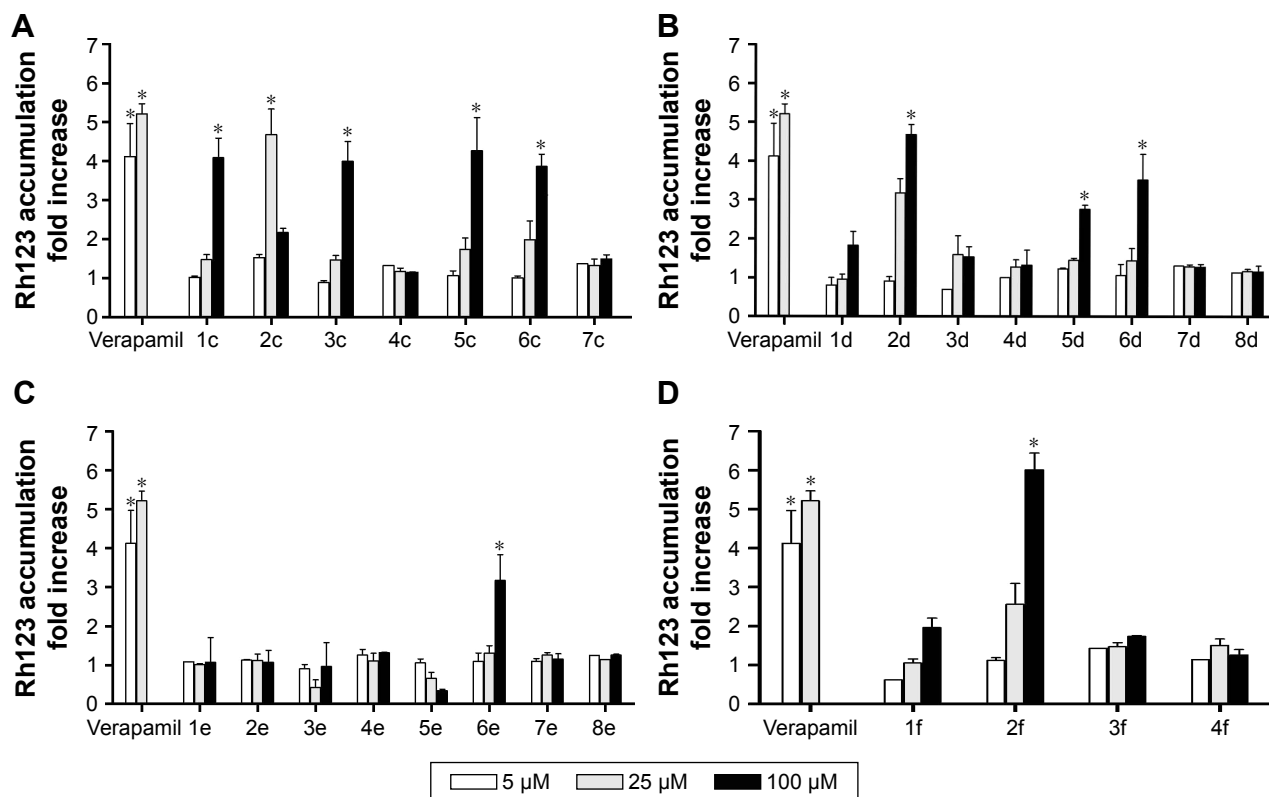 A
Rh123 accumulation
fold increase
7
6
5
4
3
2
1
0
* * * * * * *
Verapamil 1c 2c 3c 4c 5c 6c 7c
B
Rh123 accumulation
fold increase
7
6
5
4
3
2
1
0
* * * * *
Verapamil 1d 2d 3d 4d 5d 6d 7d 8d
C
Rh123 accumulation
fold increase
7
6
5
4
3
2
1
0
* * *
Verapamil 1e 2e 3e 4e 5e 6e 7e 8e
D
Rh123 accumulation
fold increase
7
6
5
4
3
2
1
0
* * *
Verapamil 1f 2f 3f 4f
5 μM 25 μM 100 μM